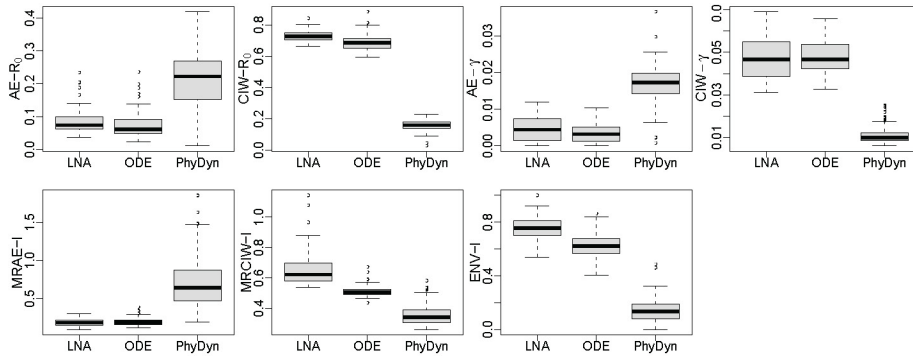 AE−R₀
0.0 0.1 0.2 0.3 0.4
LNA ODE PhyDyn
CIW−R₀
0.0 0.2 0.4 0.6 0.8
LNA ODE PhyDyn
AE−γ
0.00 0.01 0.02 0.03
LNA ODE PhyDyn
CIW−γ
0.01 0.03 0.05
LNA ODE PhyDyn
MRAE−I
0.5 1.0 1.5
LNA ODE PhyDyn
MRCIW−I
0.4 0.6 0.8 1.0
LNA ODE PhyDyn
ENV−I
0.0 0.4 0.8
LNA ODE PhyDyn